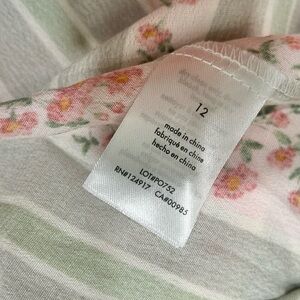 12
made in china
fabriqué en chine
hecho en china
LOT#PO752
RN#124917 CA#00985